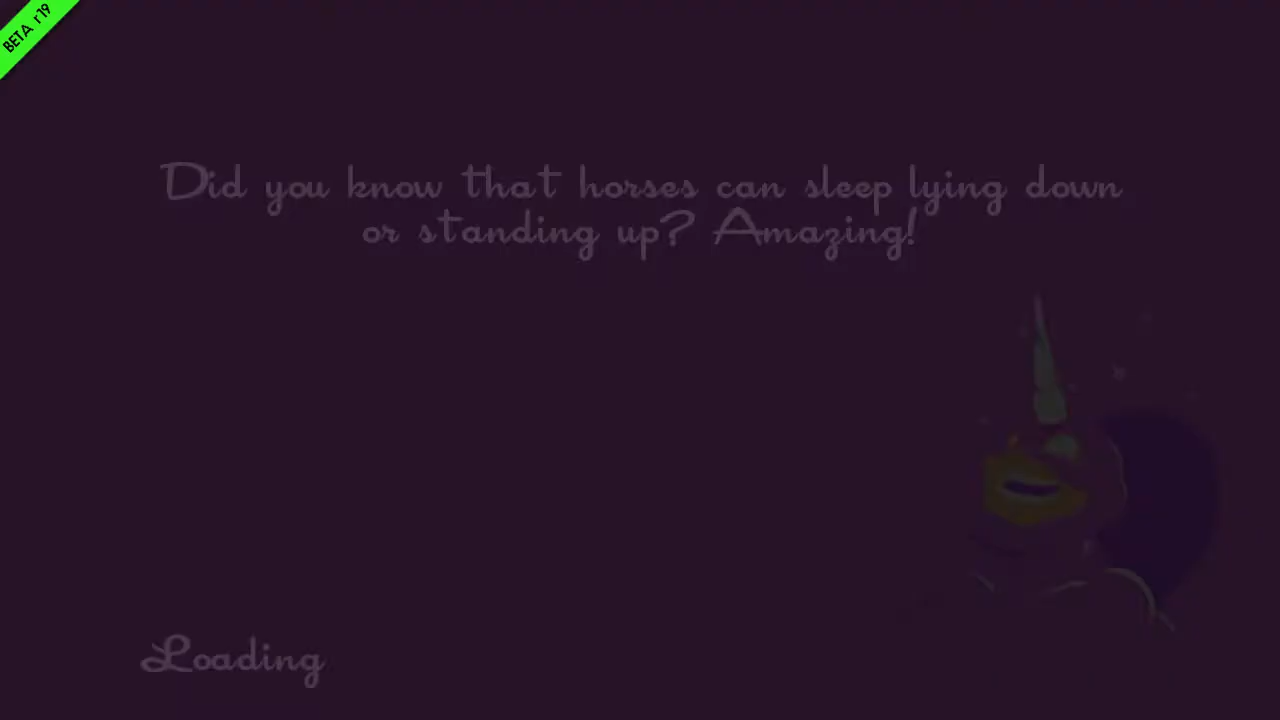 BETA r19
Did you know that horses can sleep lying down
or standing up? Amazing!
Loading